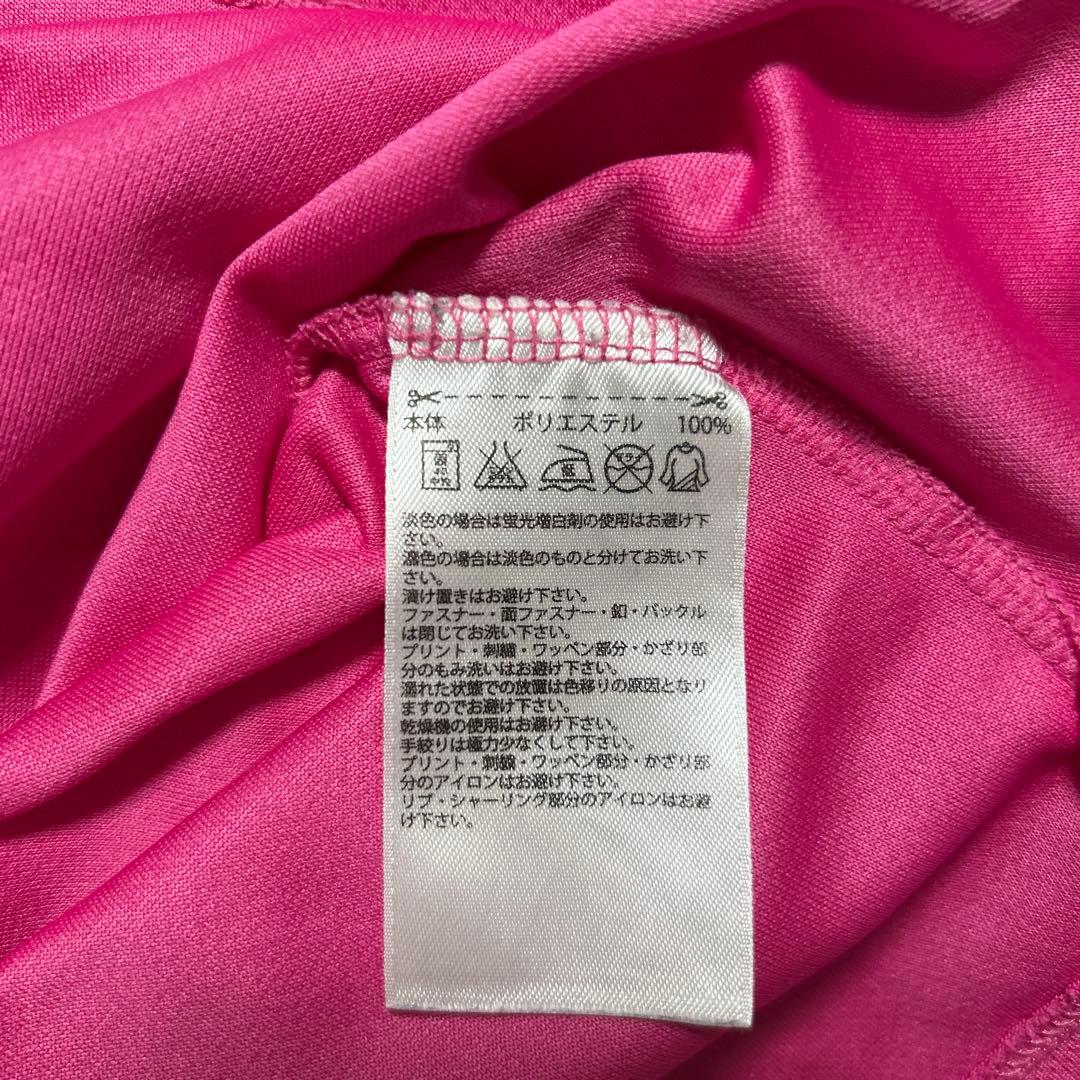 本体 ポリエステル 100%
低
淡色の場合は蛍光増白剤の使用はお避け下
さい。
濃色の場合は淡色のものと分けてお洗い下
さい。
漬け置きはお避け下さい。
ファスナー・面ファスナー・釦・バックル
は閉じてお洗い下さい。
プリント・刺繍・ワッペン部分・かざり部
分のもみ洗いはお避け下さい。
濡れた状態での放置は色移りの原因となり
ますのでお避け下さい。
乾燥機の使用はお避け下さい。
手絞りは極力少なくして下さい。
プリント・刺繍・ワッペン部分・かざり部
分のアイロンはお避け下さい。
リブ・シャーリング部分のアイロンはお避
け下さい。